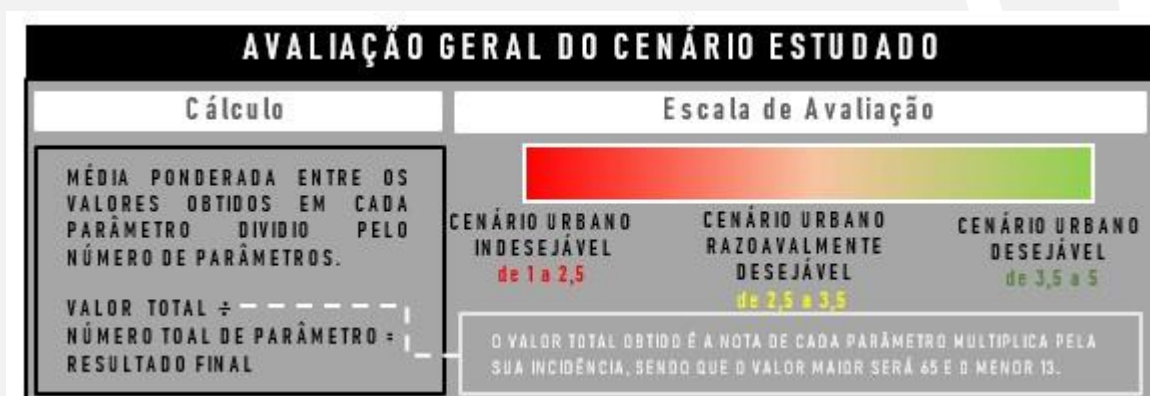 AVALIAÇÃO GERAL DO CENÁRIO ESTUDADO
Cálculo
MÉDIA PONDERADA ENTRE OS
VALORES OBTIDOS EM CADA
PARÂMETRO DIVIDIO PELO
NÚMERO DE PARÂMETROS.
VALOR TOTAL ÷
NÚMERO TOAL DE PARÂMETRO =
RESULTADO FINAL
Escala de Avaliação
CENÁRIO URBANO
INDESEJÁVEL
de 1 a 2,5
CENÁRIO URBANO
RAZOAVALMENTE
DESEJÁVEL
de 2,5 a 3,5
CENÁRIO URBANO
DESEJÁVEL
de 3,5 a 5
O VALOR TOTAL OBTIDO É A NOTA DE CADA PARÂMETRO MULTIPLICA PELA
SUA INCIDÊNCIA, SENDO QUE O VALOR MAIOR SERÁ 65 E O MENOR 13.